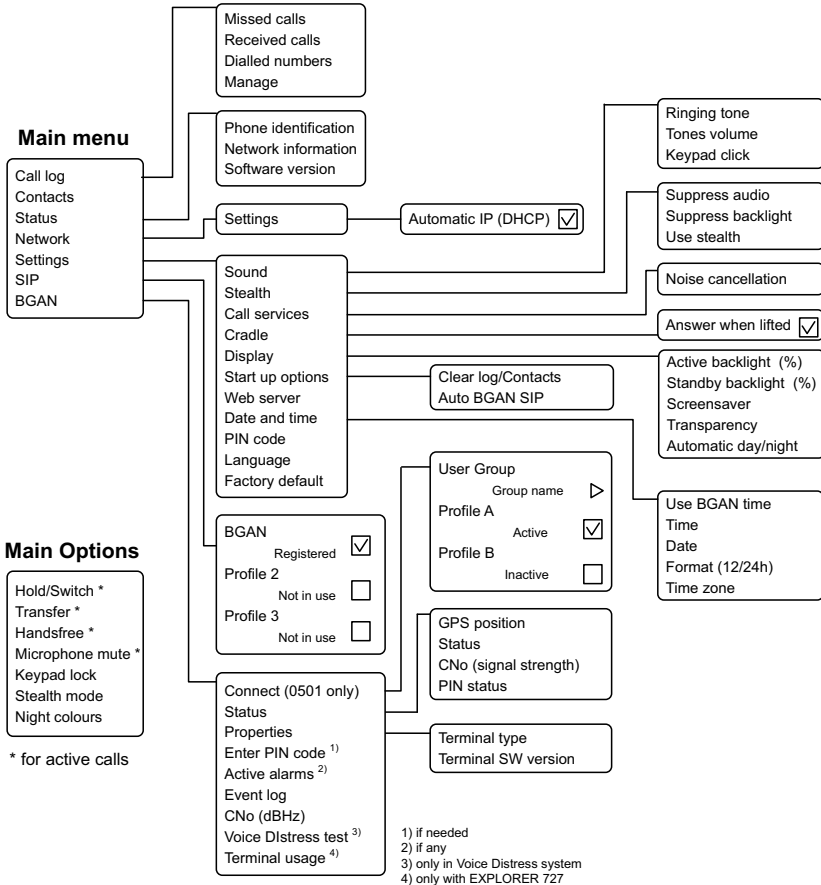 Main menu
Call log
Contacts
Status
Network
Settings
SIP
BGAN
Missed calls
Received calls
Dialled numbers
Manage
Phone identification
Network information
Software version
Settings
Automatic IP (DHCP)
Sound
Stealth
Call services
Cradle
Display
Start up options
Web server
Date and time
PIN code
Language
Factory default
Ringing tone
Tones volume
Keypad click
Suppress audio
Suppress backlight
Use stealth
Noise cancellation
Answer when lifted
Active backlight (%)
Standby backlight (%)
Screensaver
Transparency
Automatic day/night
Clear log/Contacts
Auto BGAN SIP
Use BGAN time
Time
Date
Format (12/24h)
Time zone
BGAN
Registered
Profile 2
Not in use
Profile 3
Not in use
User Group
Group name
Profile A
Active
Profile B
Inactive
Connect (0501 only)
Status
Properties
Enter PIN code 1)
Active alarms 2)
Event log
CNo (dBHz)
Voice DIstress test 3)
Terminal usage 4)
GPS position
Status
CNo (signal strength)
PIN status
Terminal type
Terminal SW version
Main Options
Hold/Switch *
Transfer *
Handsfree *
Microphone mute *
Keypad lock
Stealth mode
Night colours
* for active calls
1) if needed
2) if any
3) only in Voice Distress system
4) only with EXPLORER 727